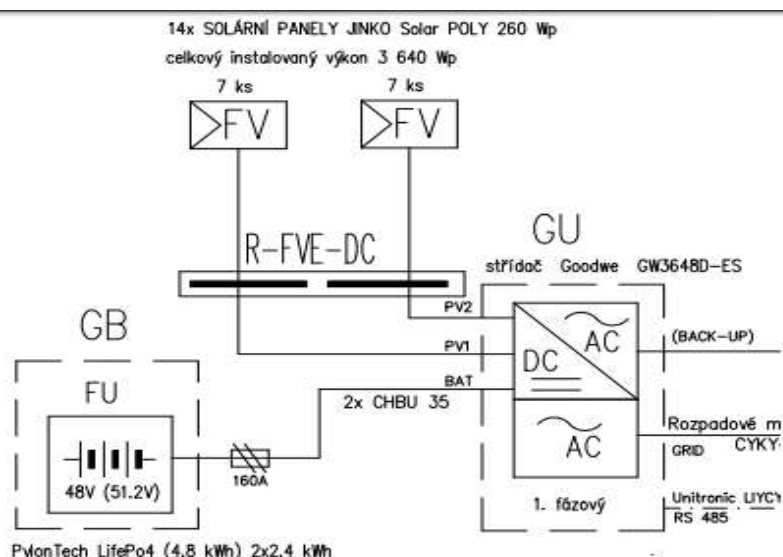 14x SOLÁRNÍ PANELY JINKO Solar POLY 260 Wp
celkový instalovaný výkon 3 640 Wp
7 ks
7 ks
FV
FV
R-FVE-DC
GU
střídač Goodwe GW3648D-ES
PV2
PV1
BAT
DC
AC
(BACK-UP)
GB
FU
48V (51.2V)
160A
2x CHBU 35
AC
1. fázový
Rozpadové m
GRID
CYKY-
Unitronic
RS 485
PylonTech LifePo4 (4,8 kWh) 2x2,4 kWh